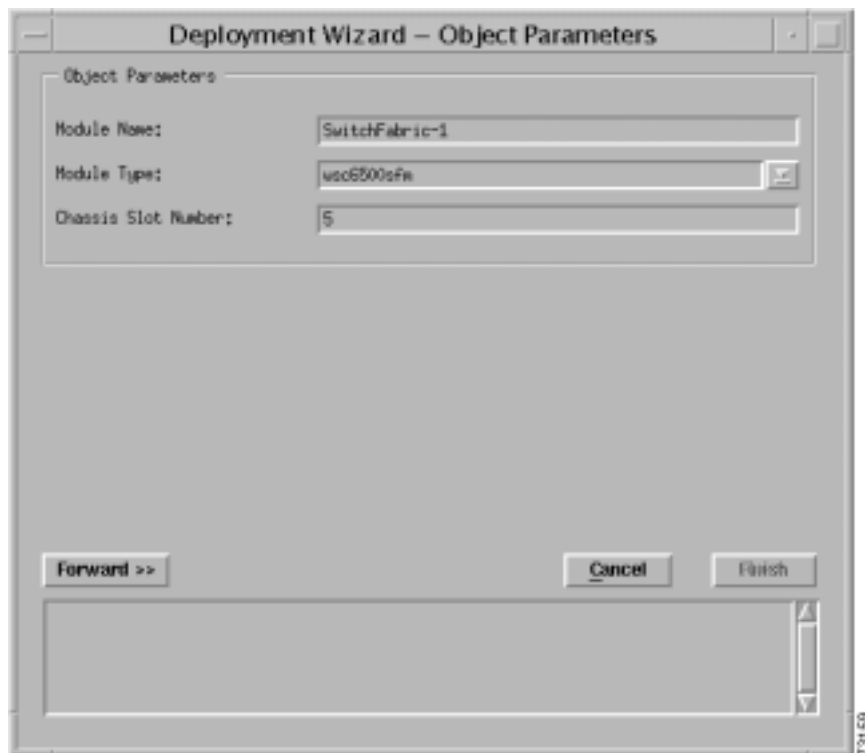 Deployment Wizard – Object Parameters
Object Parameters
Module Name:
SwitchFabric-1
Module Type:
wsc6500sfm
Chassis Slot Number:
5
Forward >>
Cancel
Finish